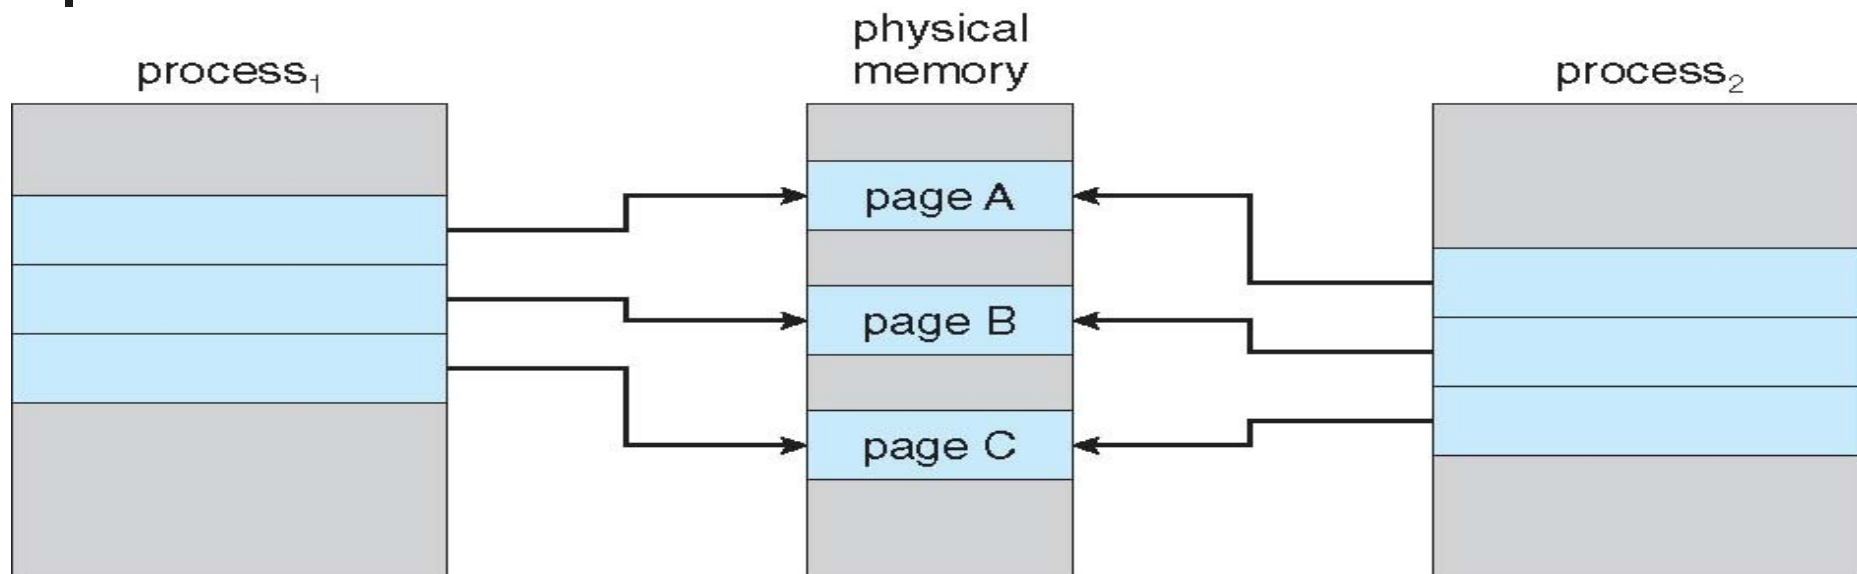 physical
memory
process₁
process₂
page A
page B
page C